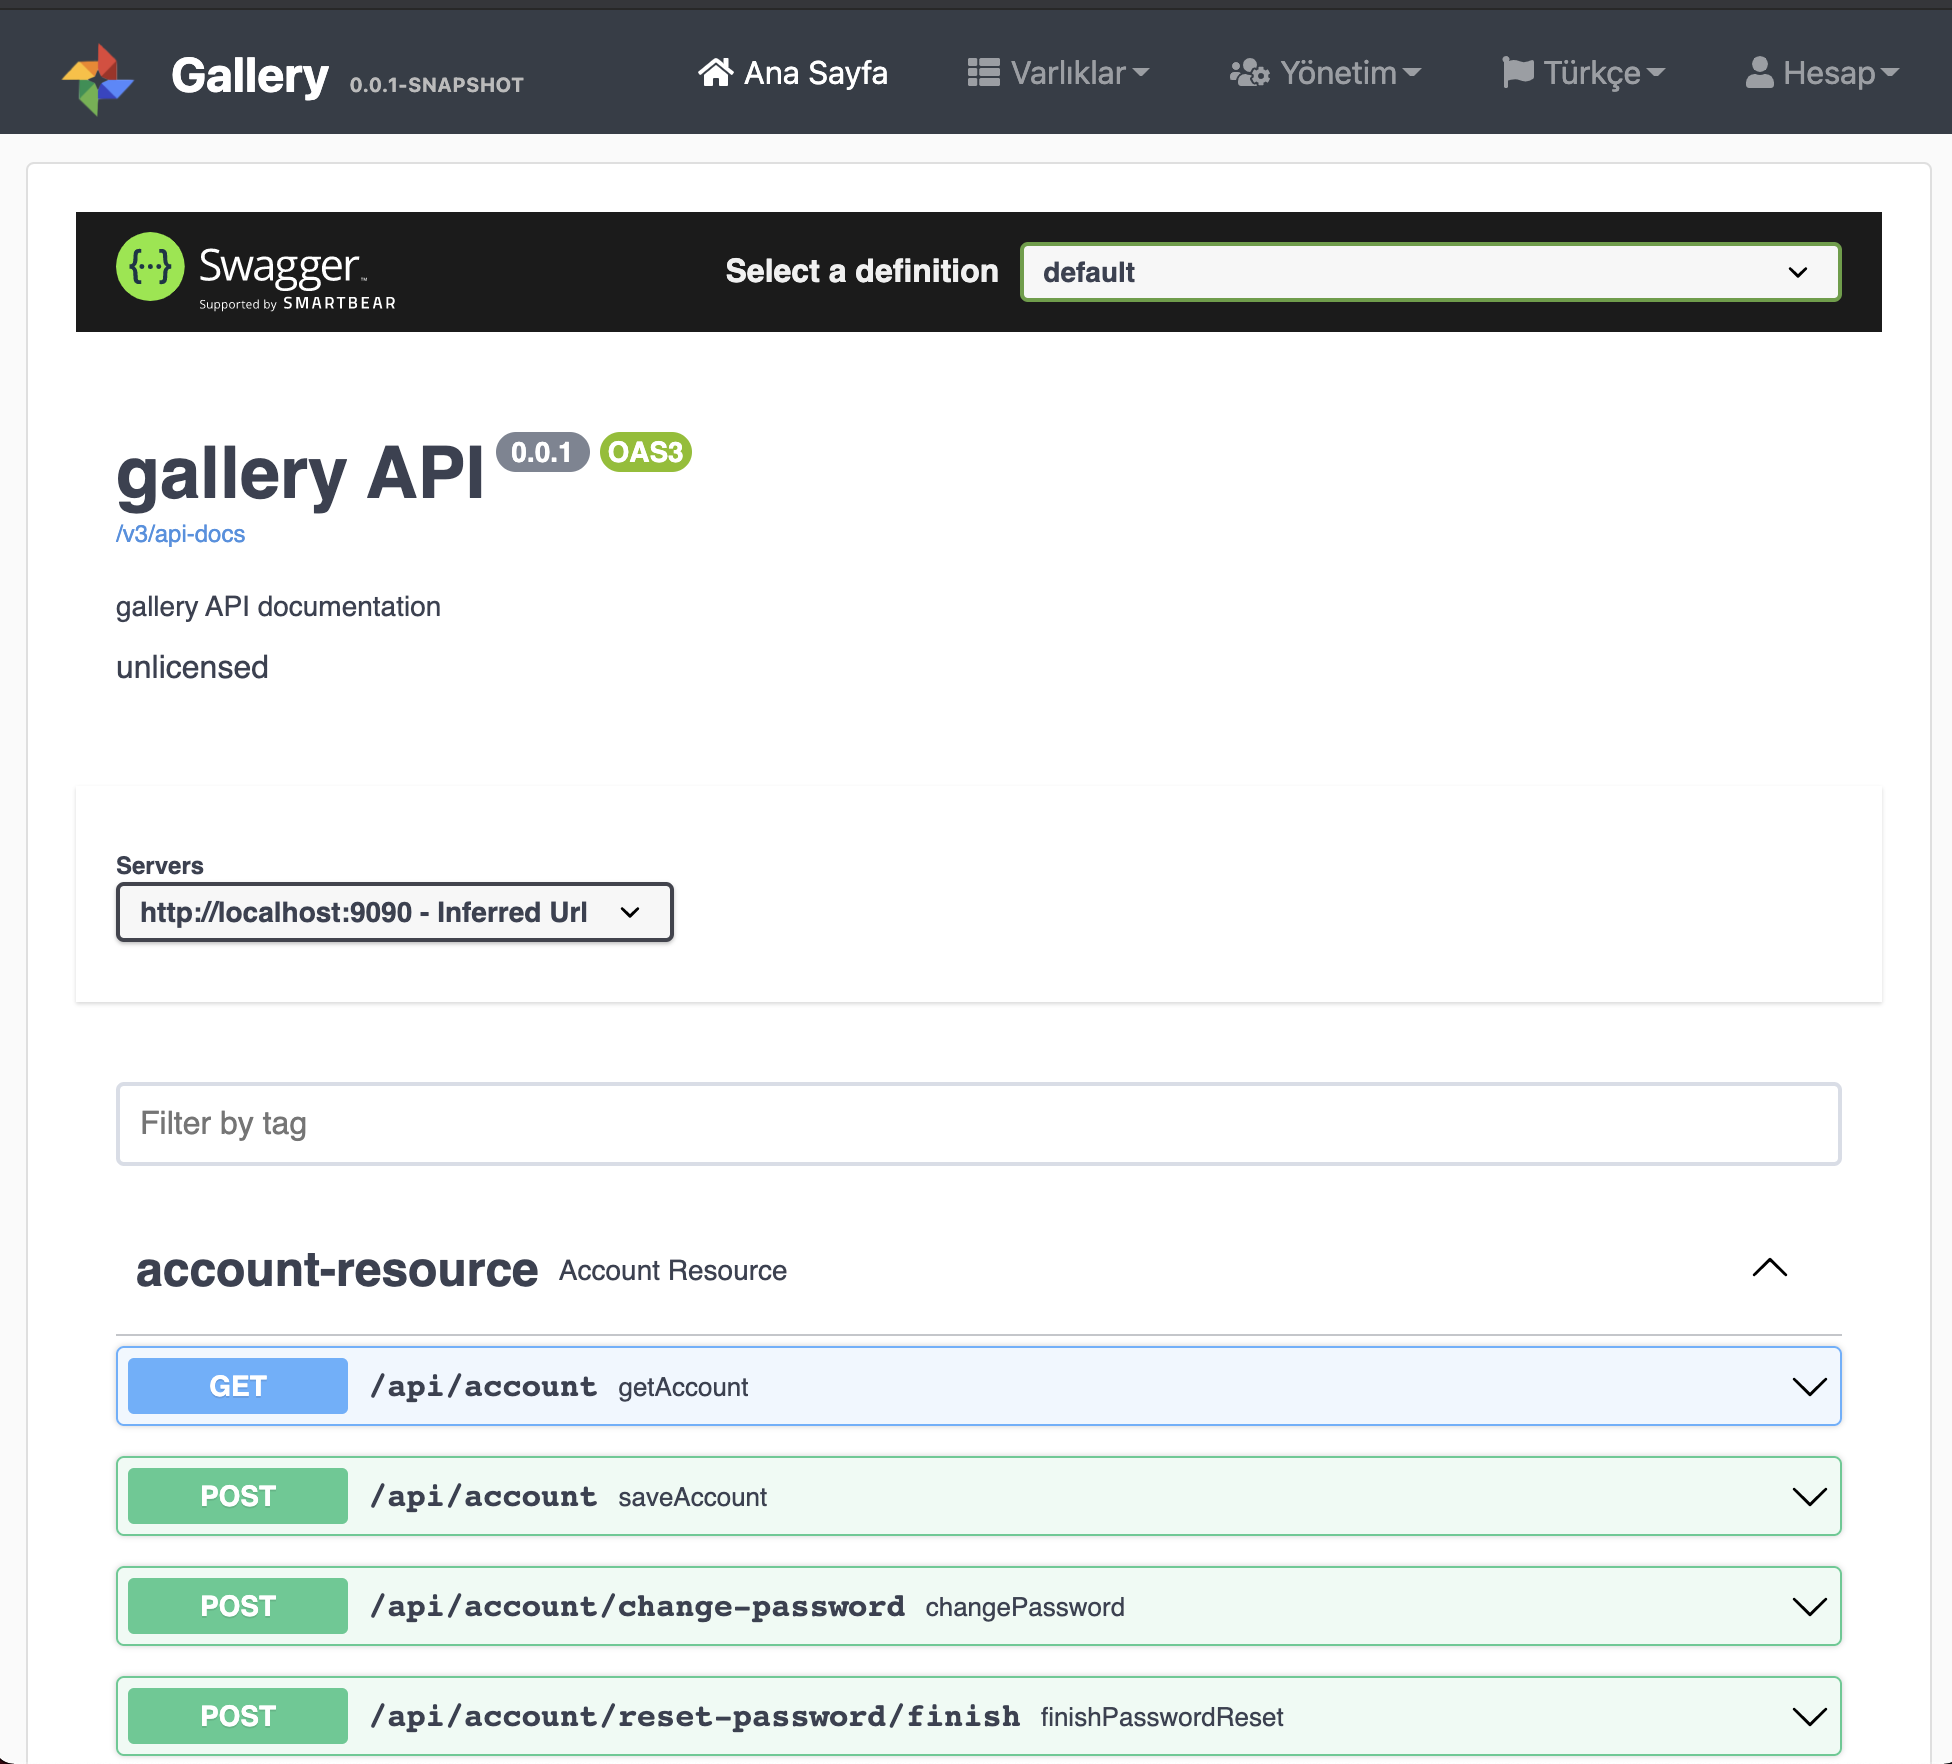 Gallery 0.0.1-SNAPSHOT Ana Sayfa Varlıklar Yönetim Türkçe Hesap
{...} Swagger™ Select a definition default
Supported by SMARTBEAR
gallery API 0.0.1 OAS3
/v3/api-docs
gallery API documentation
unlicensed
Servers
http://localhost:9090 - Inferred Url
Filter by tag
account-resource Account Resource
GET /api/account getAccount
POST /api/account saveAccount
POST /api/account/change-password changePassword
POST /api/account/reset-password/finish finishPasswordReset